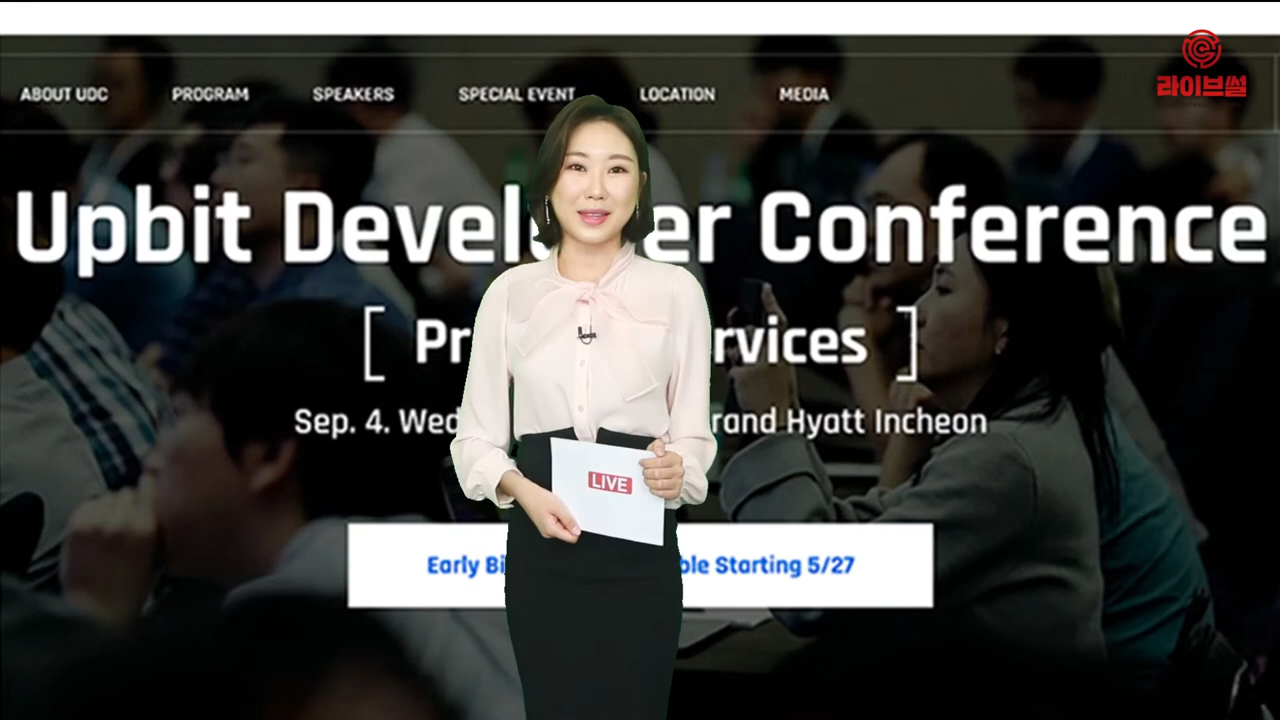 라이브썰
ABOUT UDC PROGRAM SPEAKERS SPECIAL EVENT LOCATION MEDIA
Upbit Devel er Conference
[ Pr rvices ]
Sep. 4. Wed rand Hyatt Incheon
LIVE
Early Bi ble Starting 5/27